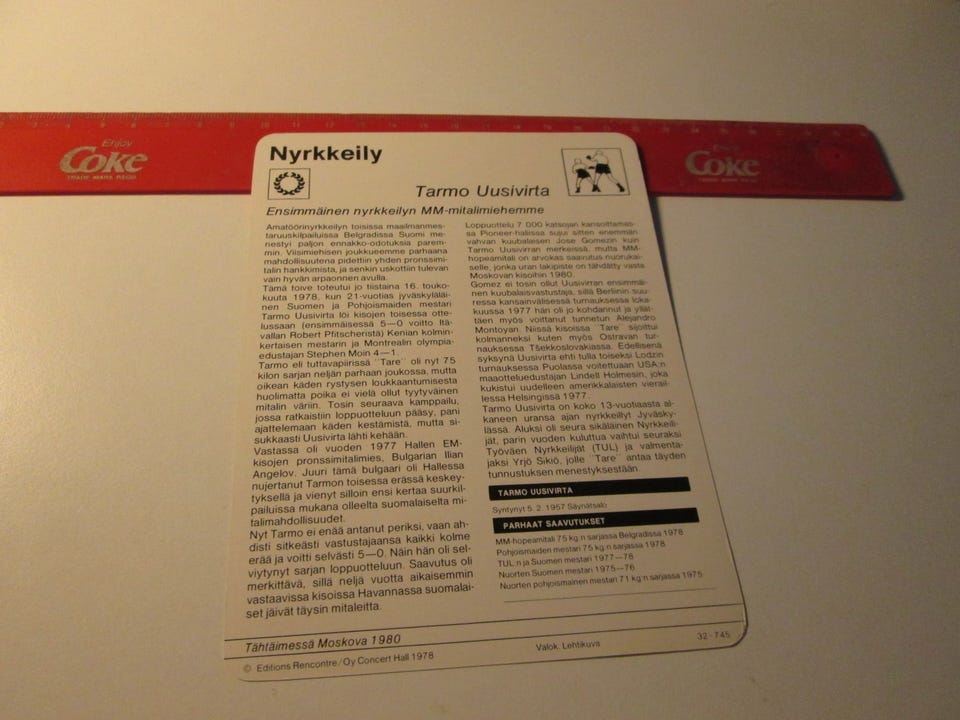 Enjoy
Coke
TRADE MARK REGD
Enjoy
Coke
TRADE MARK REGD
Nyrkkeily
Tarmo Uusivirta
Ensimmäinen nyrkkeilyn MM-mitalimiehemme
Amatöörinyrkkeilyn toisissa maailmanmes-
taruuskilpailuissa Belgradissa Suomi me-
nestyi paljon ennakko-odotuksia parem-
min. Viisimiehisen joukkueemme parhaana
mahdollisuutena pidettiin yhden pronssimi-
talin hankkimista, ja senkin uskottiin tulevan
vain hyvän arpaonnen avulla.
Tämä toive toteutui jo tiistaina 16. touko-
kuuta 1978, kun 21-vuotias jyväskyläläi-
nen Suomen ja Pohjoismaiden mestari
Tarmo Uusivirta löi kisojen toisessa otte-
lussaan (ensimmäisessä 5—0 voitto Itä-
vallan Robert Pfitscheristä) Kenian kolmin-
kertaisen mestarin ja Montrealin olympia-
edustajan Stephen Moin 4—1.
Tarmo eli tuttavapiirissä ¨Tare¨ oli nyt 75
kilon sarjan neljän parhaan joukossa, mutta
oikean käden rystysen loukkaantumisesta
huolimatta poika ei vielä ollut tyytyväinen
mitalin väriin. Tosin seuraava kamppailu,
jossa ratkaistiin loppuotteluun pääsy, pani
ajattelemaan käden kestämistä, mutta si-
sukkaasti Uusivirta lähti kehään.
Vastassa oli vuoden 1977 Hallen EM-
kisojen pronssimitalimies, Bulgarian Ilian
Angelov. Juuri tämä bulgaari oli Hallessa
nujertanut Tarmon toisessa erässä keskey-
tyksellä ja vienyt silloin ensi kertaa suurkil-
pailuissa mukana olleelta suomalaiselta mi-
talimahdollisuudet.
Nyt Tarmo ei enää antanut periksi, vaan ah-
disti sitkeästi vastustajaansa kaikki kolme
erää ja voitti selvästi 5—0. Näin hän oli sel-
viytynyt sarjan loppuotteluun. Saavutus oli
merkittävä, sillä neljä vuotta aikaisemmin
vastaavissa kisoissa Havannassa suomalai-
set jäivät täysin mitaleitta.
Loppuottelu 7 000 katsojan kansoittamas-
sa Pioneer-hallissa sujui sitten enemmän
vahvan kuubalaisen Jose Gomezin kuin
Tarmo Uusivirran merkeissä, mutta MM-
hopeamitali on arvokas saavutus nuorukai-
selle, jonka uran lakipiste on tähdätty vasta
Moskovan kisoihin 1980.
Gomez ei tosin ollut Uusivirran ensimmäi-
nen kuubalaisvastustaja, sillä Berliinin suu-
ressa kansainvälisessä turnauksessa loka-
kuussa 1977 hän oli jo kohdannut ja yllät-
täen myös voittanut tunnetun Alejandro
Montoyan. Niissä kisoissa ¨Tare¨ sijoittui
kolmanneksi kuten myös Ostravan tur-
nauksessa Tšekkoslovakiassa. Edellisenä
syksynä Uusivirta ehti tulla toiseksi Lodzin
turnauksessa Puolassa voitettuaan USA:n
maaotteluedustajan Lindell Holmesin, joka
kukistui uudelleen amerikkalaisten vierail-
lessa Helsingissä 1977.
Tarmo Uusivirta on koko 13-vuotiaasta al-
kaneen uransa ajan nyrkkeillyt Jyväsky-
lässä. Aluksi oli seura sikäläinen Nyrkkeili-
jät, parin vuoden kuluttua vaihtui seuraksi
Työväen Nyrkkeilijät (TUL) ja valmenta-
jaksi Yrjö Sikiö, jolle ¨Tare¨ antaa täyden
tunnustuksen menestyksestään.
TARMO UUSIVIRTA
Syntynyt 5. 2. 1957 Säynätsalo
PARHAAT SAAVUTUKSET
MM-hopeamitali 75 kg:n sarjassa Belgradissa 1978
Pohjoismaiden mestari 75 kg:n sarjassa 1978
TUL:n ja Suomen mestari 1977—78
Nuorten Suomen mestari 1975—76
Nuorten pohjoismainen mestari 71 kg:n sarjassa 1975
Tähtäimessä Moskova 1980
© Editions Rencontre/Oy Concert Hall 1978
Valok. Lehtikuva
32-745